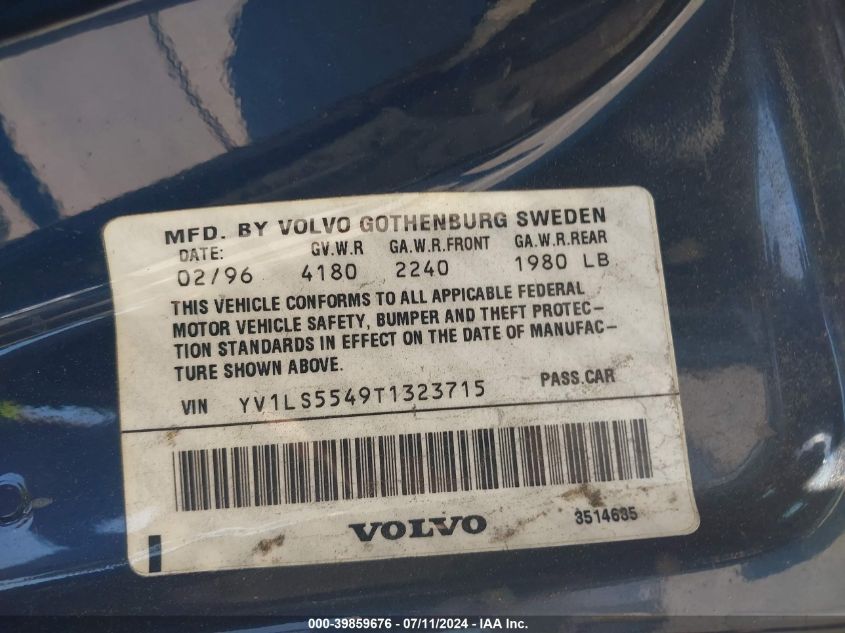 MFD. BY VOLVO GOTHENBURG SWEDEN
DATE: GV.W.R GA.W.R.FRONT GA.W.R.REAR
02/96 4180 2240 1980 LB
THIS VEHICLE CONFORMS TO ALL APPICABLE FEDERAL
MOTOR VEHICLE SAFETY, BUMPER AND THEFT PROTEC-
TION STANDARDS IN EFFECT ON THE DATE OF MANUFAC-
TURE SHOWN ABOVE.
VIN YV1LS5549T1323715 PASS.CAR
VOLVO 3514635
000-39859676 - 07/11/2024 - IAA Inc.